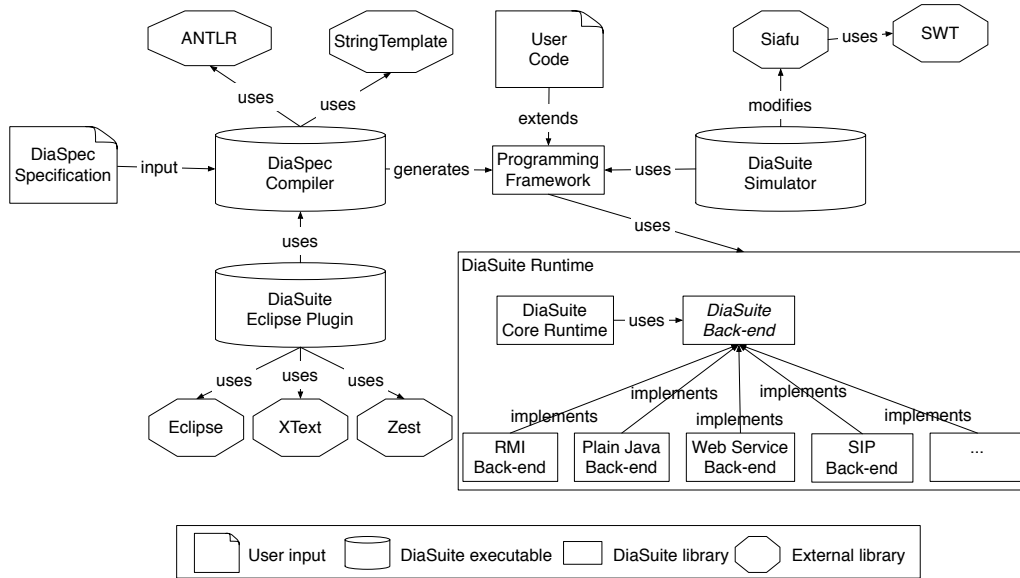 ANTLR
StringTemplate
User
Code
Siafu
uses
SWT
uses
uses
extends
modifies
DiaSpec
Specification
input
DiaSpec
Compiler
generates
Programming
Framework
uses
DiaSuite
Simulator
uses
uses
DiaSuite
Eclipse Plugin
DiaSuite Runtime
DiaSuite
Core Runtime
uses
DiaSuite
Back-end
uses
uses
uses
Eclipse
XText
Zest
implements
implements
implements
implements
implements
RMI
Back-end
Plain Java
Back-end
Web Service
Back-end
SIP
Back-end
...
User input
DiaSuite executable
DiaSuite library
External library